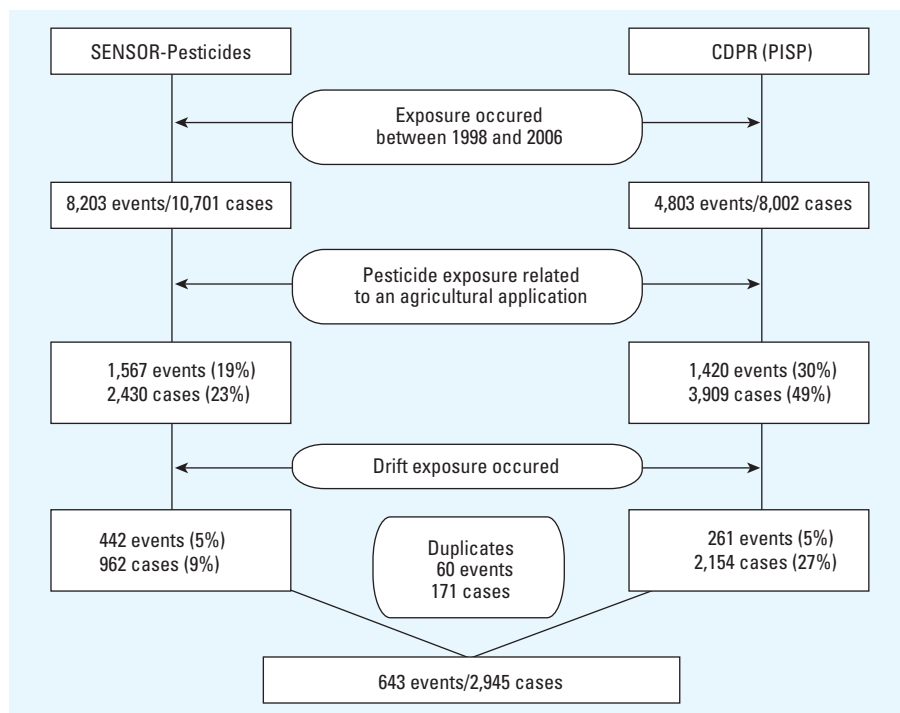 SENSOR-Pesticides
CDPR (PISP)
Exposure occured
between 1998 and 2006
8,203 events/10,701 cases
4,803 events/8,002 cases
Pesticide exposure related
to an agricultural application
1,567 events (19%)
2,430 cases (23%)
1,420 events (30%)
3,909 cases (49%)
Drift exposure occured
442 events (5%)
962 cases (9%)
Duplicates
60 events
171 cases
261 events (5%)
2,154 cases (27%)
643 events/2,945 cases